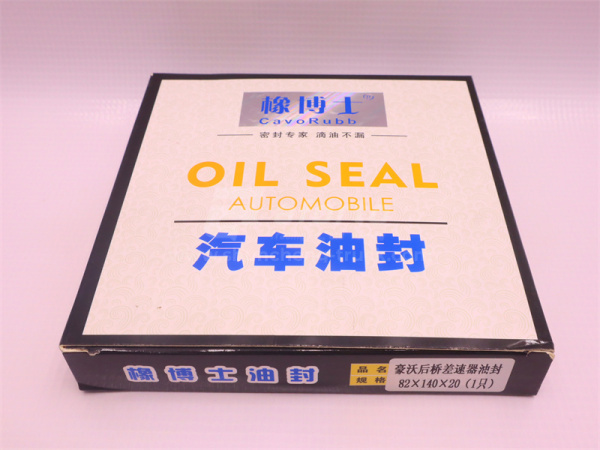 橡博士™
CavoRubb
密封专家 滴油不漏
OIL SEAL
AUTOMOBILE
汽车油封
橡博士油封
品名 豪沃后桥差速器油封
规格 82×140×20(1只)